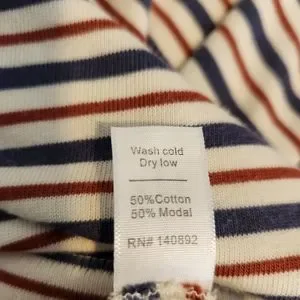 Wash cold
Dry low
50%Cotton
50% Modal
RN# 140892